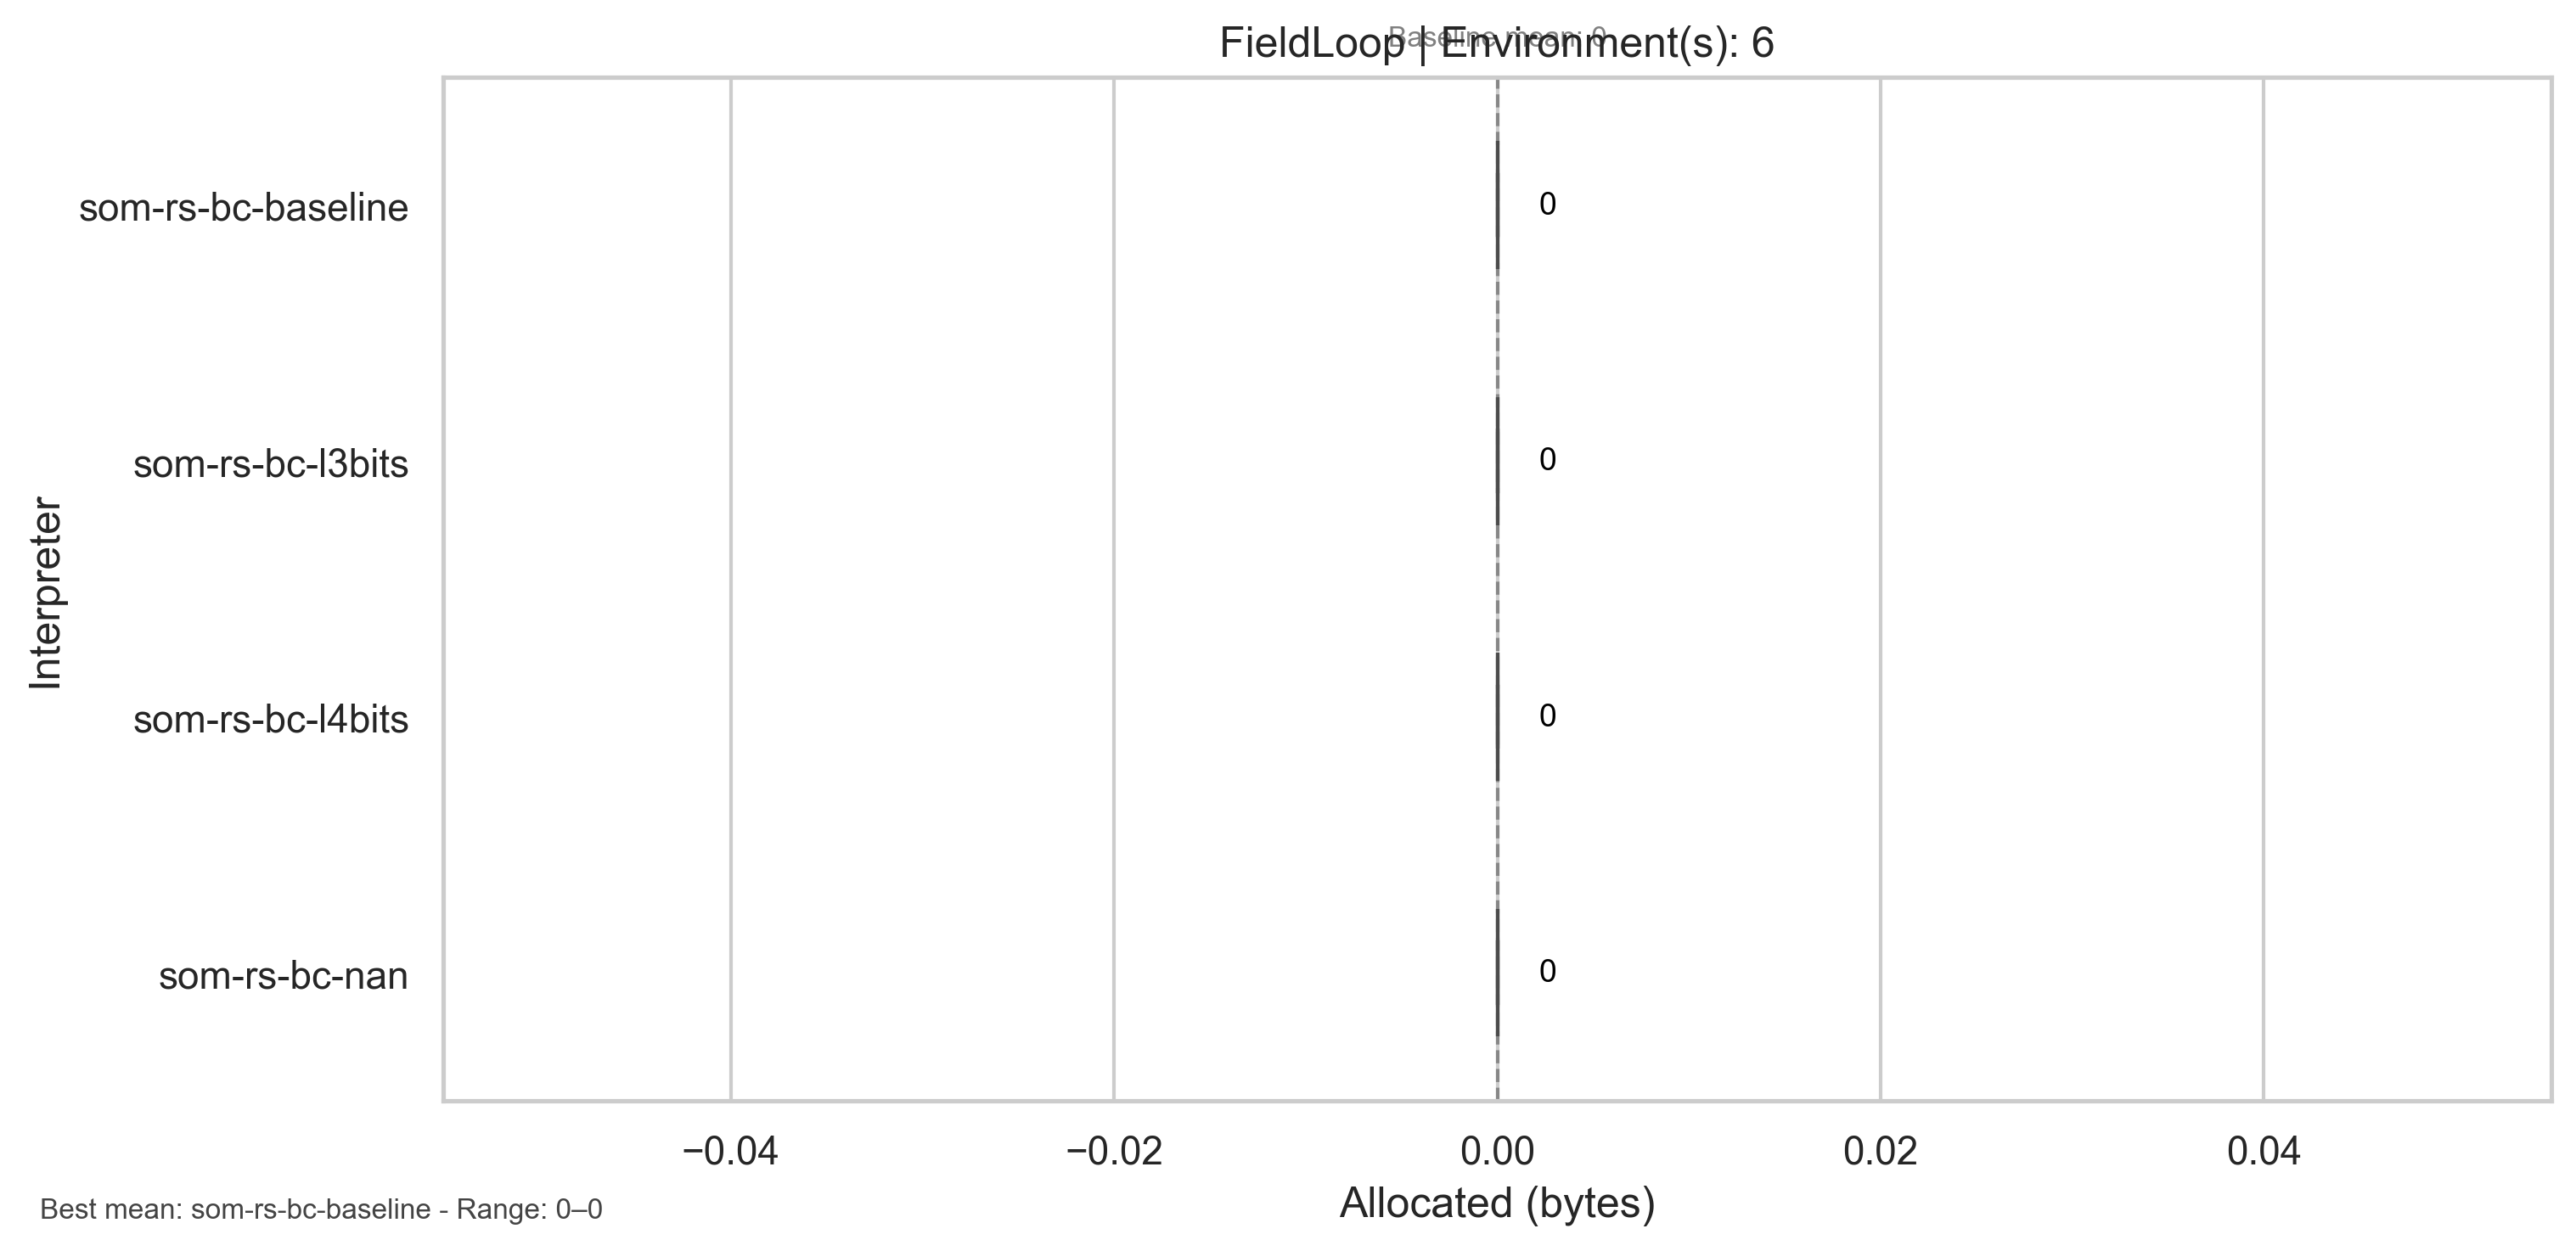 Baseline mean: 0
FieldLoop | Environment(s): 6
som-rs-bc-baseline
0
som-rs-bc-l3bits
0
som-rs-bc-l4bits
0
som-rs-bc-nan
0
Interpreter
−0.04
−0.02
0.00
0.02
0.04
Allocated (bytes)
Best mean: som-rs-bc-baseline - Range: 0–0